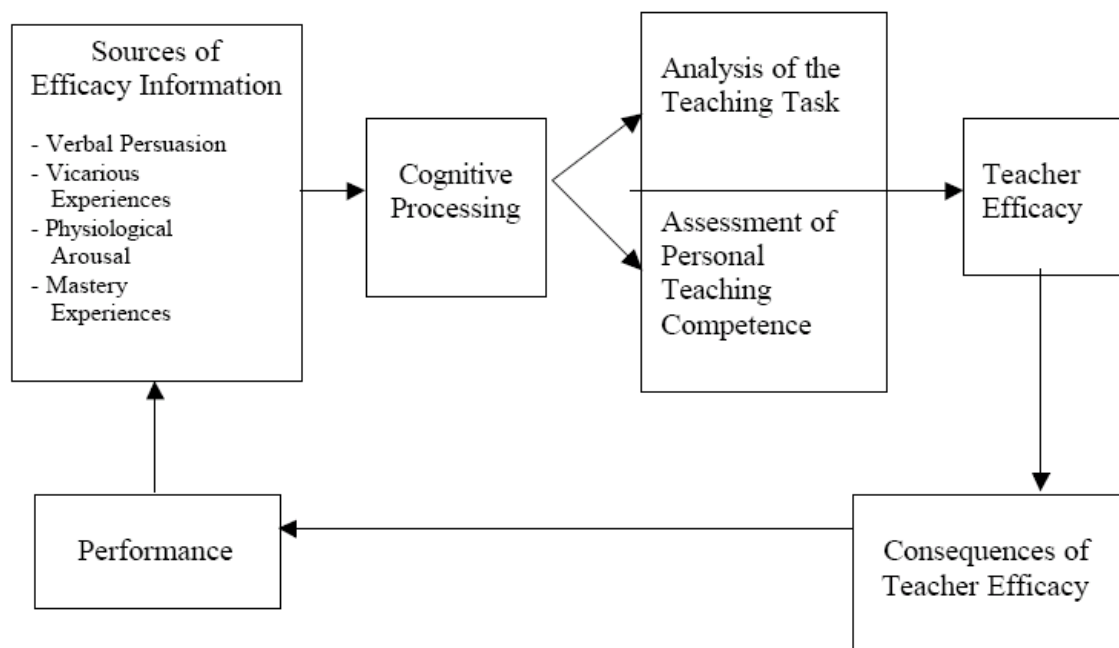 Sources of
Efficacy Information
- Verbal Persuasion
- Vicarious
Experiences
- Physiological
Arousal
- Mastery
Experiences
Cognitive
Processing
Analysis of the
Teaching Task
Assessment of
Personal
Teaching
Competence
Teacher
Efficacy
Consequences of
Teacher Efficacy
Performance